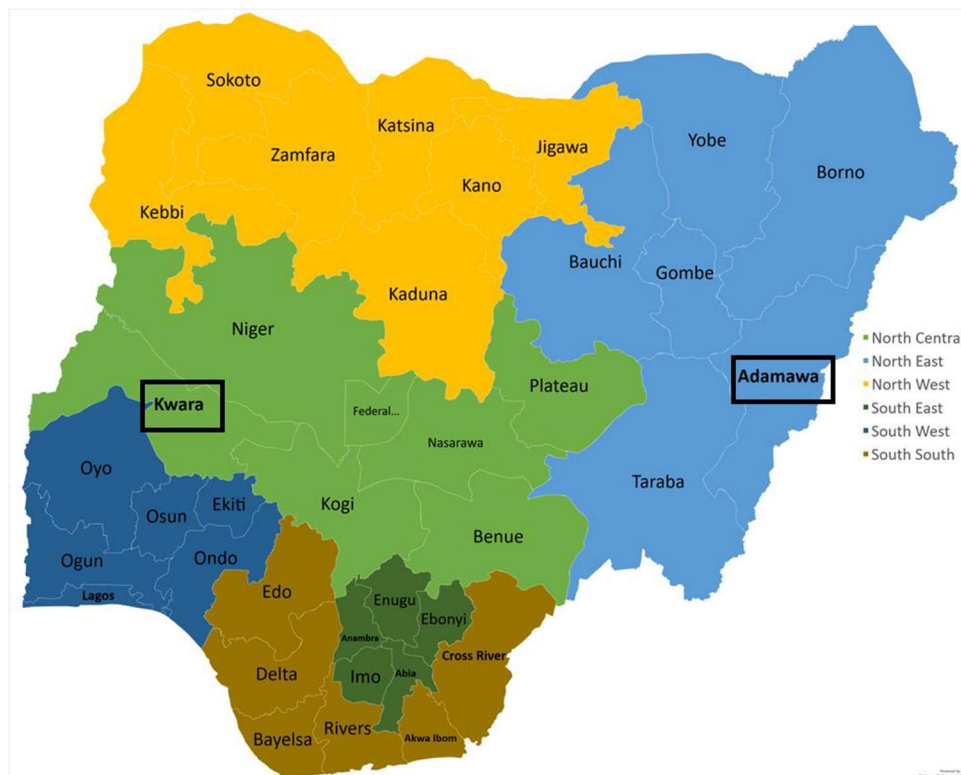 Sokoto
Katsina
Zamfara
Jigawa
Kano
Yobe
Borno
Kebbi
Bauchi
Gombe
Kaduna
Niger
Adamawa
Plateau
Kwara
Federal...
Nasarawa
Oyo
Taraba
Kogi
Ekiti
Osun
Benue
Ogun
Ondo
Lagos
Edo
Enugu
Ebonyi
Anambra
Cross River
Delta
Imo
Abia
Rivers
Bayelsa
Akwa Ibom
North Central
North East
North West
South East
South West
South South